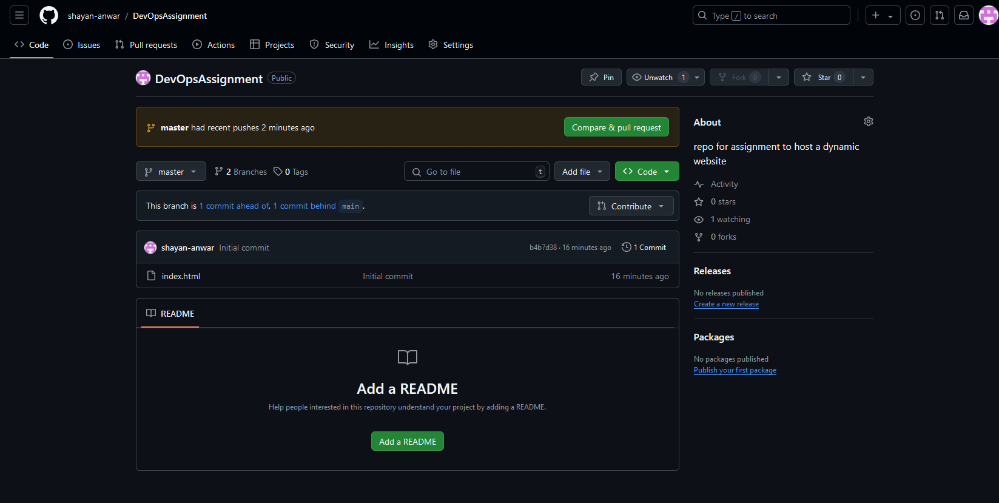 shayan-anwar / DevOpsAssignment
Type / to search
Code Issues Pull requests Actions Projects Security Insights Settings
DevOpsAssignment Public
Pin Unwatch 1 Fork 0 Star 0
master had recent pushes 2 minutes ago
Compare & pull request
master 2 Branches 0 Tags
Go to file t
Add file
Code
This branch is 1 commit ahead of, 1 commit behind main .
Contribute
shayan-anwar Initial commit
b4b7d38 · 16 minutes ago
1 Commit
index.html Initial commit 16 minutes ago
README
Add a README
Help people interested in this repository understand your project by adding a README.
Add a README
About
repo for assignment to host a dynamic
website
Activity
0 stars
1 watching
0 forks
Releases
No releases published
Create a new release
Packages
No packages published
Publish your first package